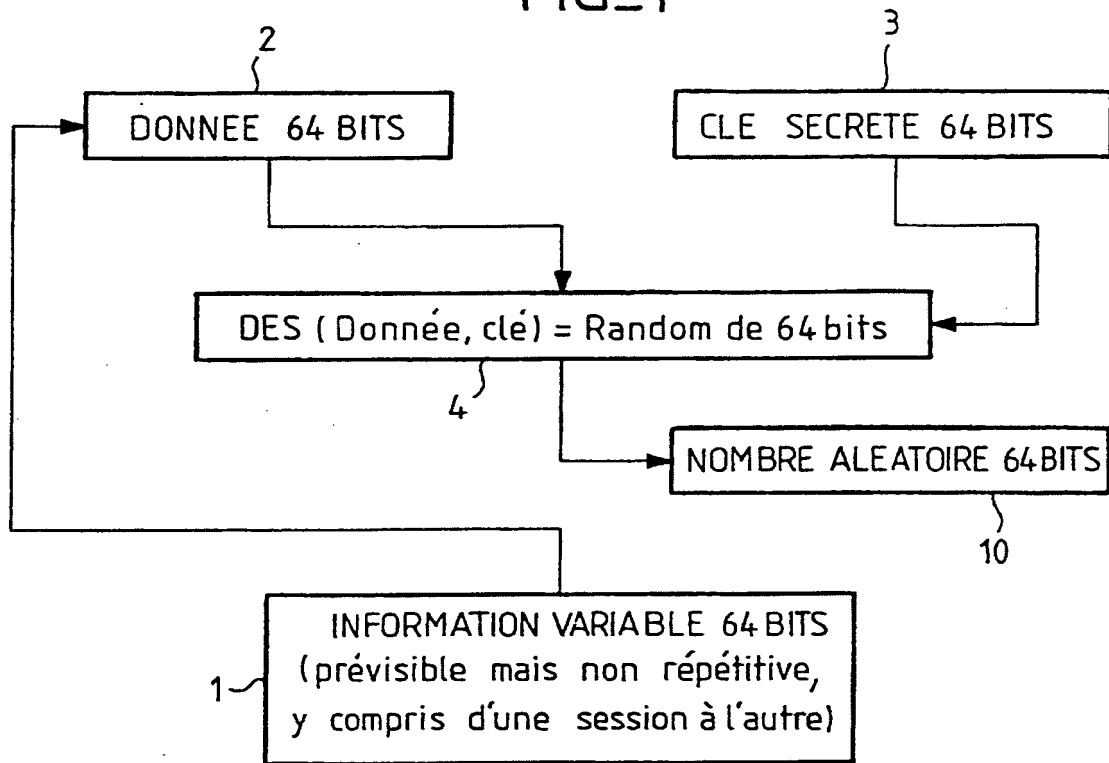 2
3
DONNEE 64 BITS
CLE SECRETE 64 BITS
DES (Donnée, clé) = Random de 64 bits
4
NOMBRE ALEATOIRE 64 BITS
10
INFORMATION VARIABLE 64 BITS
1
(prévisible mais non répétitive,
y compris d'une session à l'autre)